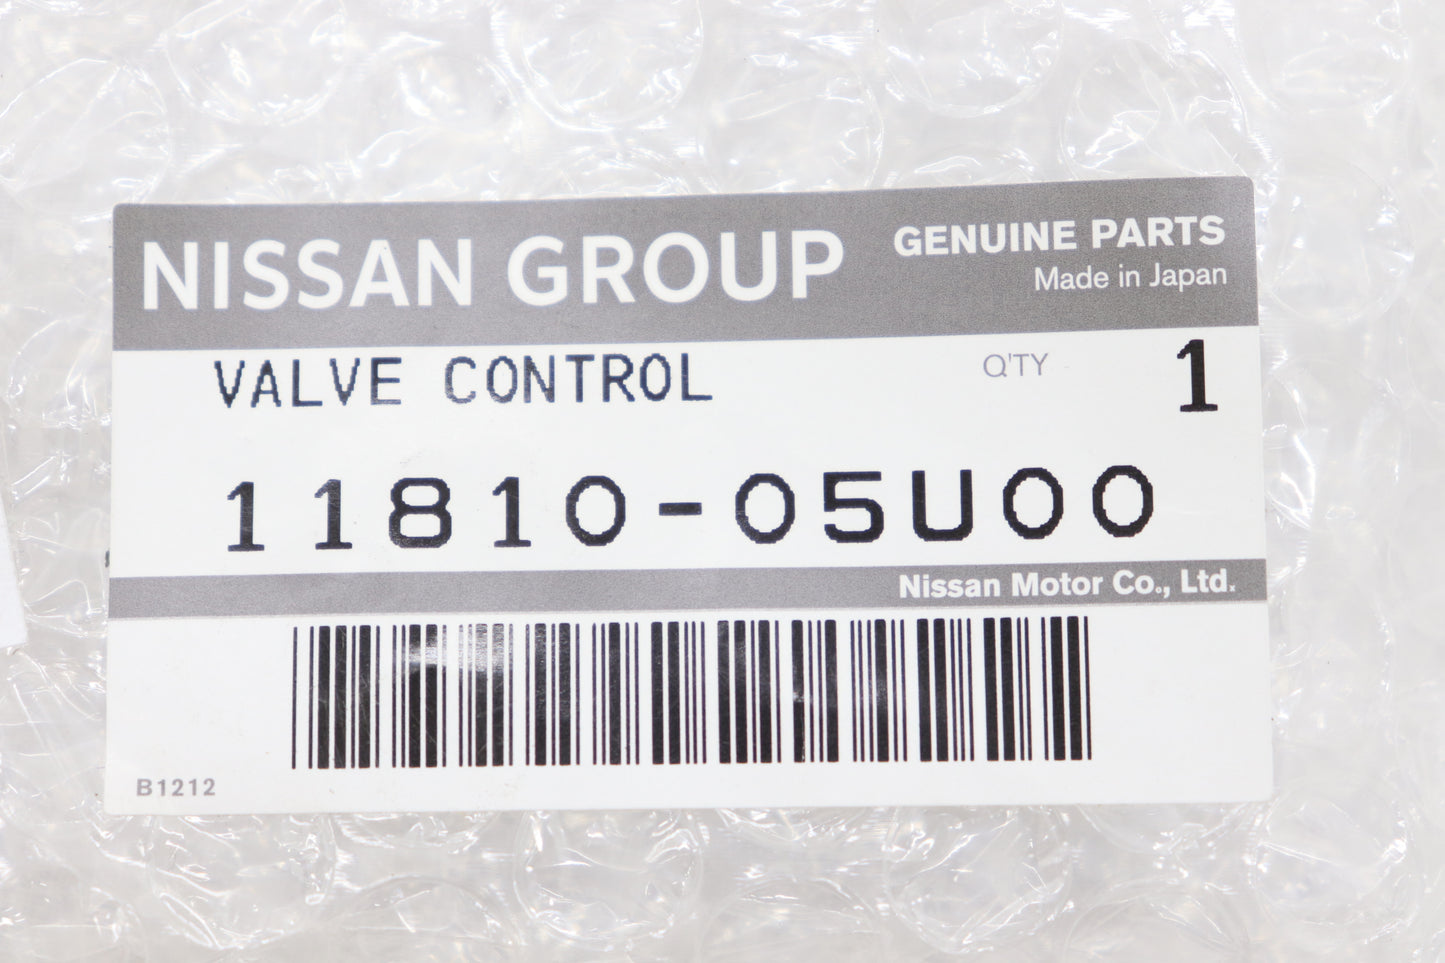 NISSAN GROUP
GENUINE PARTS
Made in Japan
VALVE CONTROL
Q'TY 1
11810-05U00
Nissan Motor Co., Ltd.
B1212